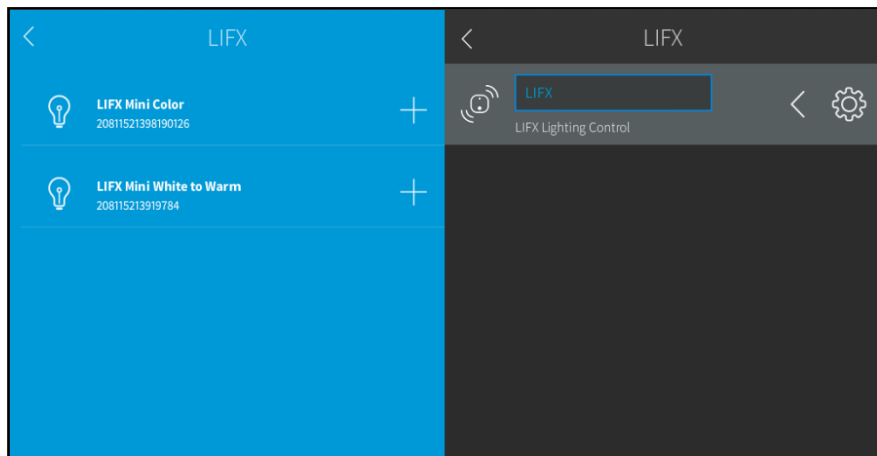 LIFX
LIFX Mini Color
20811521398190126
LIFX Mini White to Warm
208115213919784
LIFX
LIFX
LIFX Lighting Control